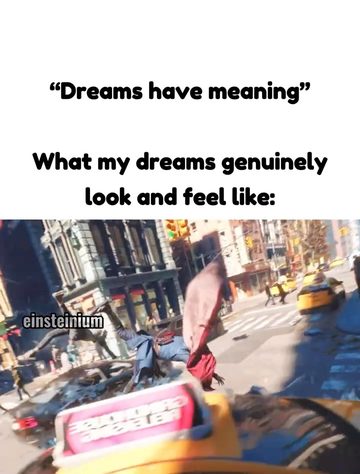 “Dreams have meaning”
What my dreams genuinely
look and feel like:
einsteinium